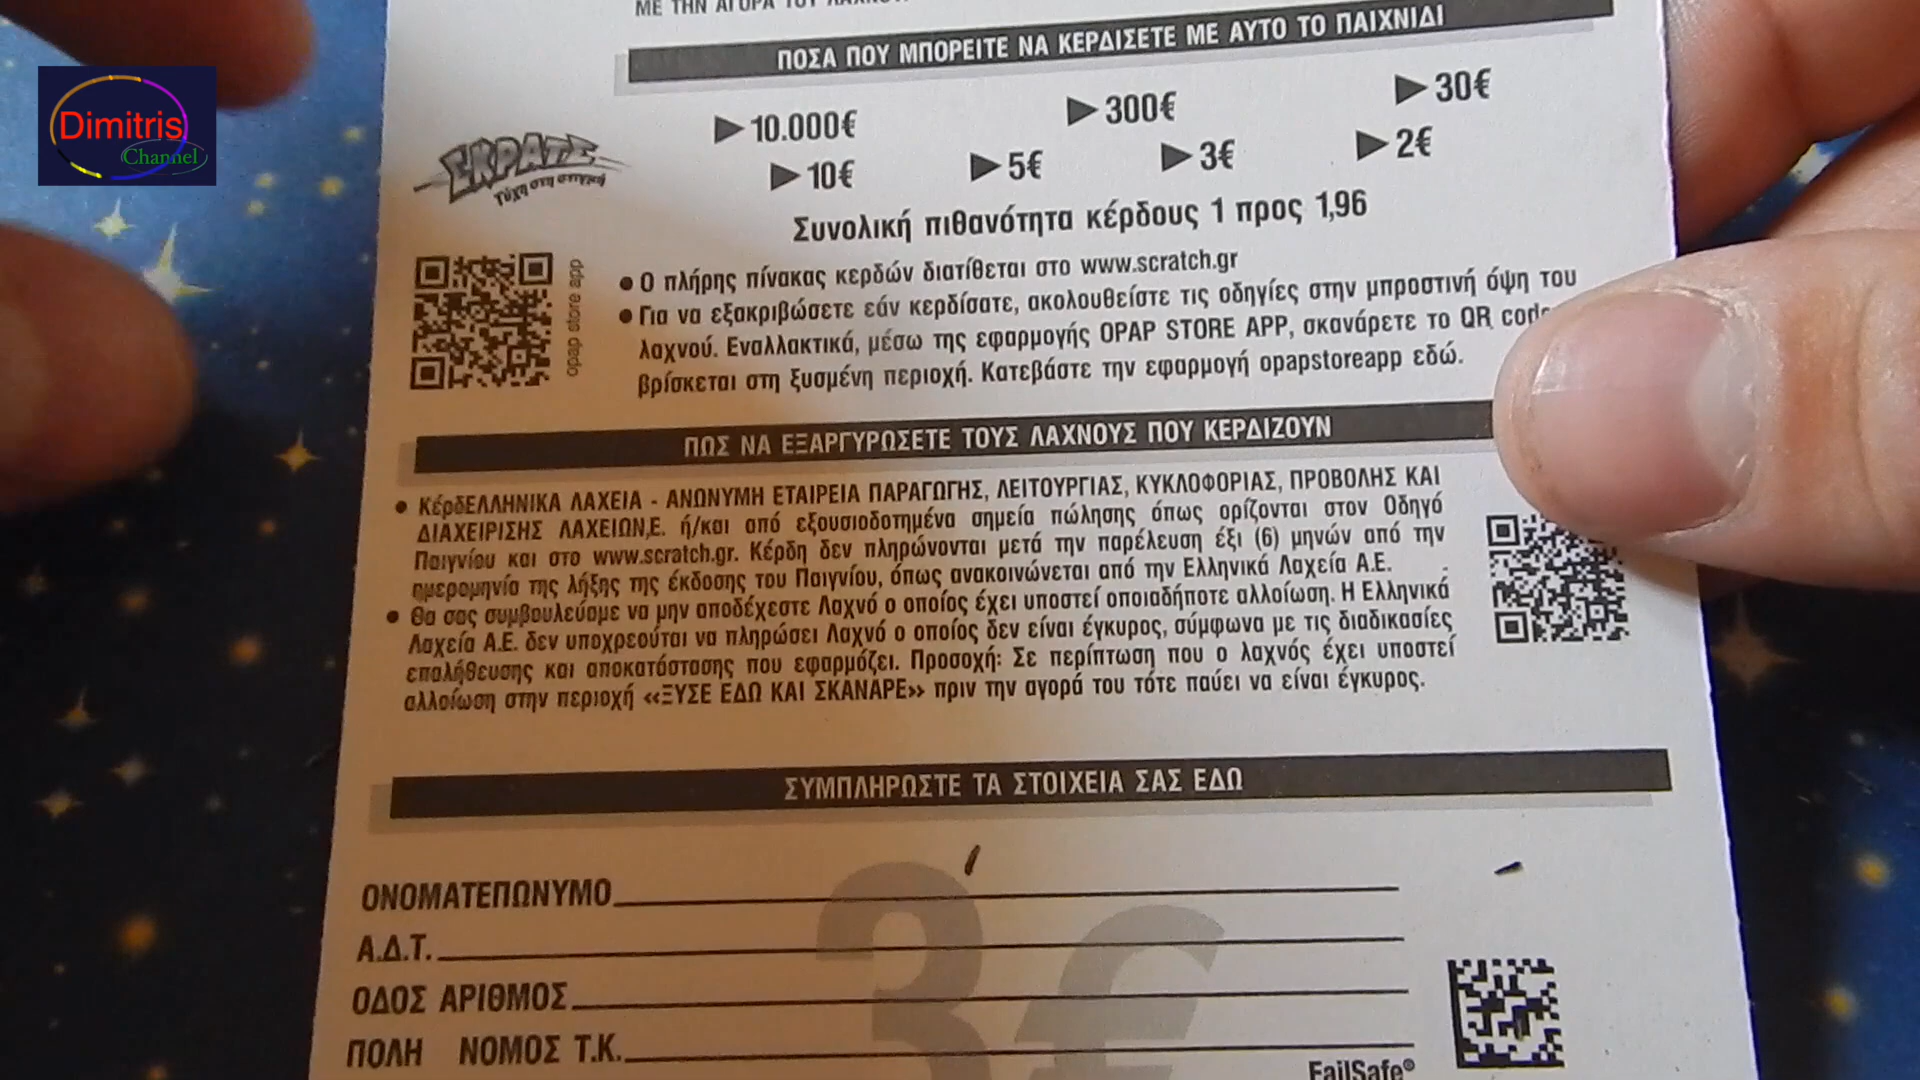 ΜΕ ΤΗΝ ΑΓΟΡΑ ΤΟΥ
ΠΟΣΑ ΠΟΥ ΜΠΟΡΕΙΤΕ ΝΑ ΚΕΡΔΙΣΕΤΕ ΜΕ ΑΥΤΟ ΤΟ ΠΑΙΧΝΙΔΙ
Dimitris
Channel
10.000€ 300€ 30€
10€ 5€ 3€ 2€
ΣΚΡΑΤΣ
Τύχη στη στιγμή
Συνολική πιθανότητα κέρδους 1 προς 1,96
opap store app
● Ο πλήρης πίνακας κερδών διατίθεται στο www.scratch.gr
● Για να εξακριβώσετε εάν κερδίσατε, ακολουθείστε τις οδηγίες στην μπροστινή όψη του
λαχνού. Εναλλακτικά, μέσω της εφαρμογής OPAP STORE APP, σκανάρετε το QR code
βρίσκεται στη ξυσμένη περιοχή. Κατεβάστε την εφαρμογή opapstoreapp εδώ.
ΠΩΣ ΝΑ ΕΞΑΡΓΥΡΩΣΕΤΕ ΤΟΥΣ ΛΑΧΝΟΥΣ ΠΟΥ ΚΕΡΔΙΖΟΥΝ
● ΚέρδΕΛΛΗΝΙΚΑ ΛΑΧΕΙΑ - ΑΝΩΝΥΜΗ ΕΤΑΙΡΕΙΑ ΠΑΡΑΓΩΓΗΣ, ΛΕΙΤΟΥΡΓΙΑΣ, ΚΥΚΛΟΦΟΡΙΑΣ, ΠΡΟΒΟΛΗΣ ΚΑΙ
ΔΙΑΧΕΙΡΙΣΗΣ ΛΑΧΕΙΩΝ,Ε. ή/και από εξουσιοδοτημένα σημεία πώλησης όπως ορίζονται στον Οδηγό
Παιγνίου και στο www.scratch.gr. Κέρδη δεν πληρώνονται μετά την παρέλευση έξι (6) μηνών από την
ημερομηνία της λήξης της έκδοσης του Παιγνίου, όπως ανακοινώνεται από την Ελληνικά Λαχεία Α.Ε.
● Θα σας συμβουλεύαμε να μην αποδέχεστε Λαχνό ο οποίος έχει υποστεί οποιαδήποτε αλλοίωση. Η Ελληνικά
Λαχεία Α.Ε. δεν υποχρεούται να πληρώσει Λαχνό ο οποίος δεν είναι έγκυρος, σύμφωνα με τις διαδικασίες
επαλήθευσης και αποκατάστασης που εφαρμόζει. Προσοχή: Σε περίπτωση που ο λαχνός έχει υποστεί
αλλοίωση στην περιοχή «ΞΥΣΕ ΕΔΩ ΚΑΙ ΣΚΑΝΑΡΕ» πριν την αγορά του τότε παύει να είναι έγκυρος.
ΣΥΜΠΛΗΡΩΣΤΕ ΤΑ ΣΤΟΙΧΕΙΑ ΣΑΣ ΕΔΩ
ΟΝΟΜΑΤΕΠΩΝΥΜΟ
Α.Δ.Τ.
ΟΔΟΣ ΑΡΙΘΜΟΣ
ΠΟΛΗ ΝΟΜΟΣ Τ.Κ.
3€
FailSafe®